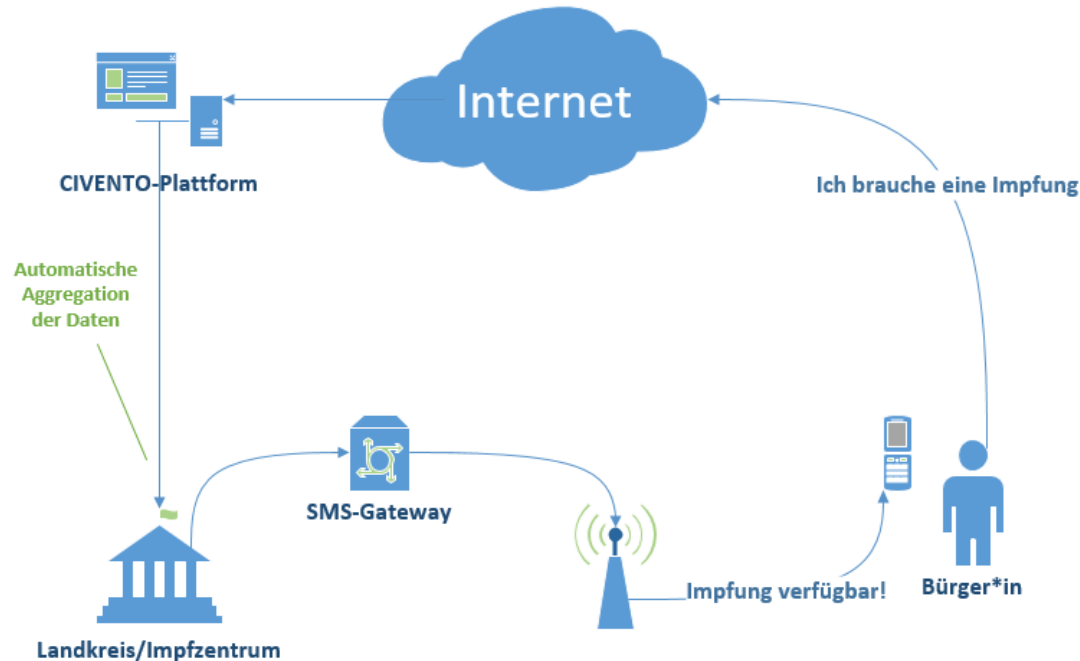 Internet
CIVENTO-Plattform
Ich brauche eine Impfung
Automatische
Aggregation
der Daten
SMS-Gateway
Impfung verfügbar!
Bürger*in
Landkreis/Impfzentrum